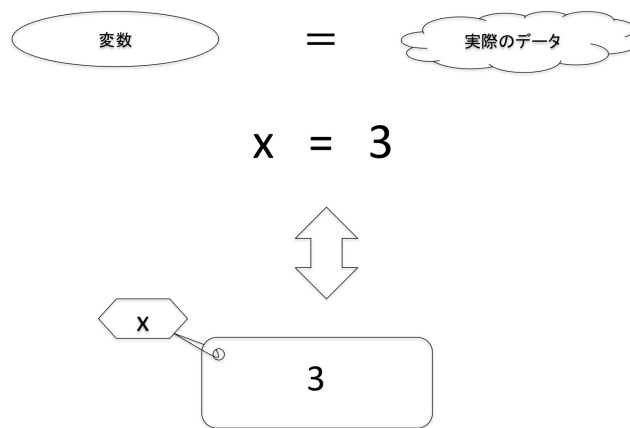 変数 = 実際のデータ
x = 3
x
3